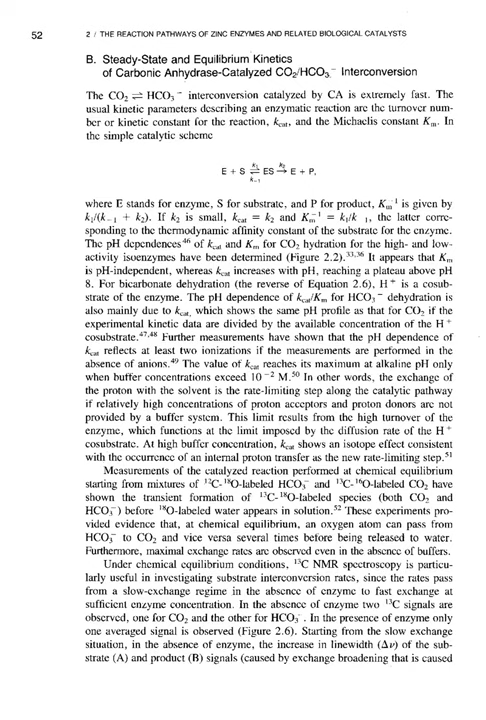 52
2 / THE REACTION PATHWAYS OF ZINC ENZYMES AND RELATED BIOLOGICAL CATALYSTS
B. Steady-State and Equilibrium Kinetics
of Carbonic Anhydrase-Catalyzed CO₂/HCO₃⁻ Interconversion
The CO₂ ⇌ HCO₃⁻ interconversion catalyzed by CA is extremely fast. The
usual kinetic parameters describing an enzymatic reaction are the turnover num-
ber or kinetic constant for the reaction, kcat, and the Michaelis constant Km. In
the simple catalytic scheme
k₁ k₂
E + S ⇌ ES → E + P,
k₋₁
where E stands for enzyme, S for substrate, and P for product, Km⁻¹ is given by
k₁/(k₋₁ + k₂). If k₂ is small, kcat = k₂ and Km⁻¹ = k₁/k₋₁, the latter corre-
sponding to the thermodynamic affinity constant of the substrate for the enzyme.
The pH dependences⁴⁶ of kcat and Km for CO₂ hydration for the high- and low-
activity isoenzymes have been determined (Figure 2.2).³³,³⁶ It appears that Km
is pH-independent, whereas kcat increases with pH, reaching a plateau above pH
8. For bicarbonate dehydration (the reverse of Equation 2.6), H⁺ is a cosub-
strate of the enzyme. The pH dependence of kcat/Km for HCO₃⁻ dehydration is
also mainly due to kcat, which shows the same pH profile as that for CO₂ if the
experimental kinetic data are divided by the available concentration of the H⁺
cosubstrate.⁴⁷,⁴⁸ Further measurements have shown that the pH dependence of
kcat reflects at least two ionizations if the measurements are performed in the
absence of anions.⁴⁹ The value of kcat reaches its maximum at alkaline pH only
when buffer concentrations exceed 10⁻² M.⁵⁰ In other words, the exchange of
the proton with the solvent is the rate-limiting step along the catalytic pathway
if relatively high concentrations of proton acceptors and proton donors are not
provided by a buffer system. This limit results from the high turnover of the
enzyme, which functions at the limit imposed by the diffusion rate of the H⁺
cosubstrate. At high buffer concentration, kcat shows an isotope effect consistent
with the occurrence of an internal proton transfer as the new rate-limiting step.⁵¹
Measurements of the catalyzed reaction performed at chemical equilibrium
starting from mixtures of ¹²C-¹⁸O-labeled HCO₃⁻ and ¹³C-¹⁶O-labeled CO₂ have
shown the transient formation of ¹³C-¹⁸O-labeled species (both CO₂ and
HCO₃⁻) before ¹⁸O-labeled water appears in solution.⁵² These experiments pro-
vided evidence that, at chemical equilibrium, an oxygen atom can pass from
HCO₃⁻ to CO₂ and vice versa several times before being released to water.
Furthermore, maximal exchange rates are observed even in the absence of buffers.
Under chemical equilibrium conditions, ¹³C NMR spectroscopy is particu-
larly useful in investigating substrate interconversion rates, since the rates pass
from a slow-exchange regime in the absence of enzyme to fast exchange at
sufficient enzyme concentration. In the absence of enzyme two ¹³C signals are
observed, one for CO₂ and the other for HCO₃⁻. In the presence of enzyme only
one averaged signal is observed (Figure 2.6). Starting from the slow exchange
situation, in the absence of enzyme, the increase in linewidth (Δν) of the sub-
strate (A) and product (B) signals (caused by exchange broadening that is caused